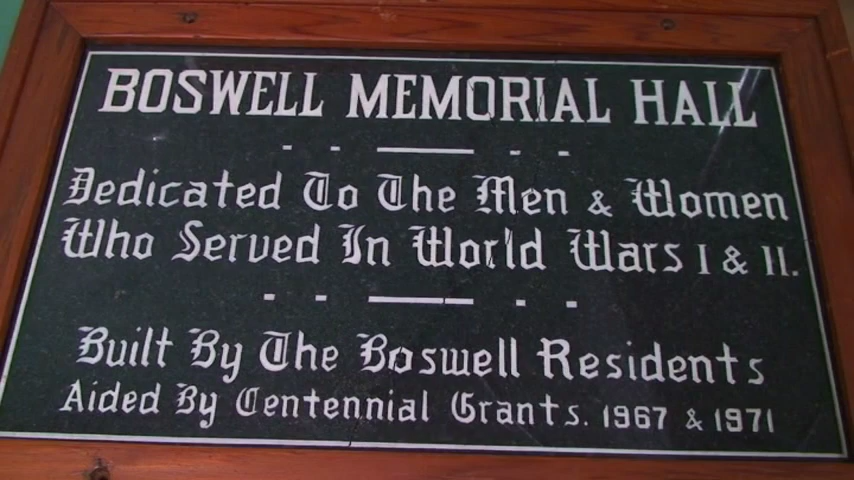 BOSWELL MEMORIAL HALL
Dedicated To The Men & Women
Who Served In World Wars I & II.
Built By The Boswell Residents
Aided By Centennial Grants. 1967 & 1971